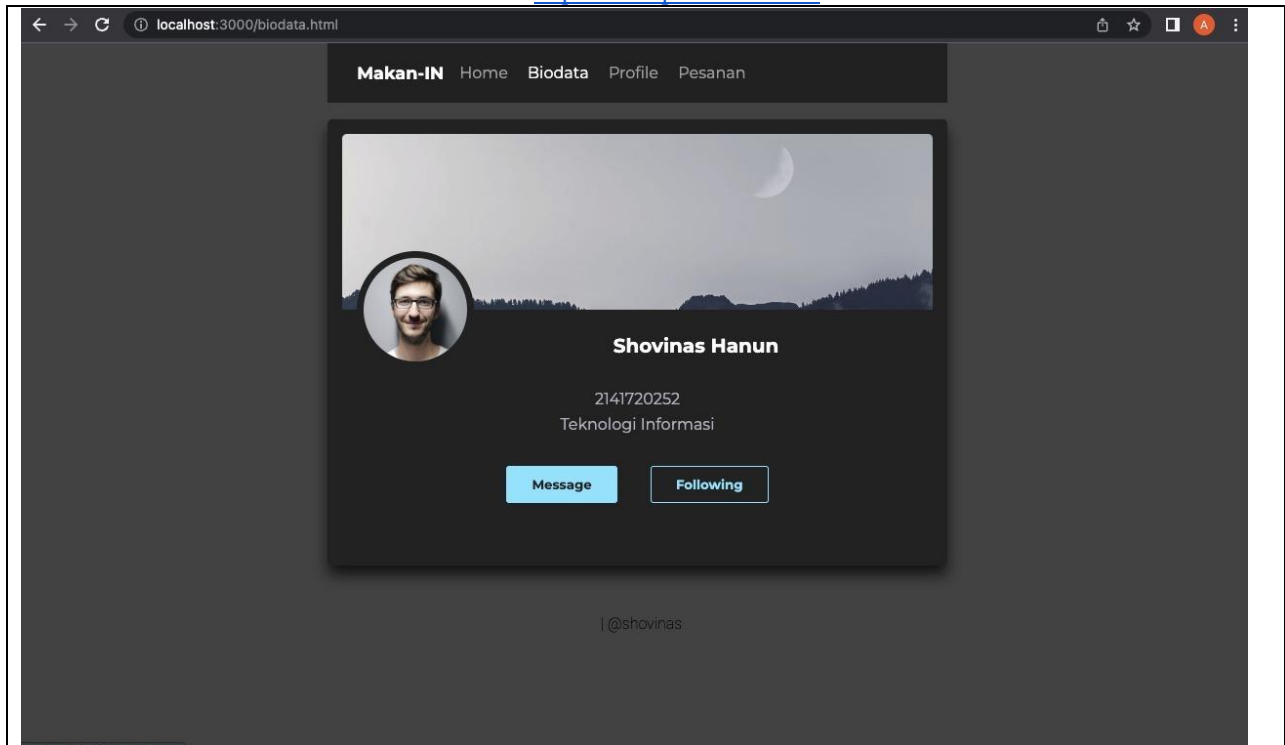 localhost:3000/biodata.html
A
Makan-IN Home Biodata Profile Pesanan
Shovinas Hanun
2141720252
Teknologi Informasi
Message Following
| @shovinas